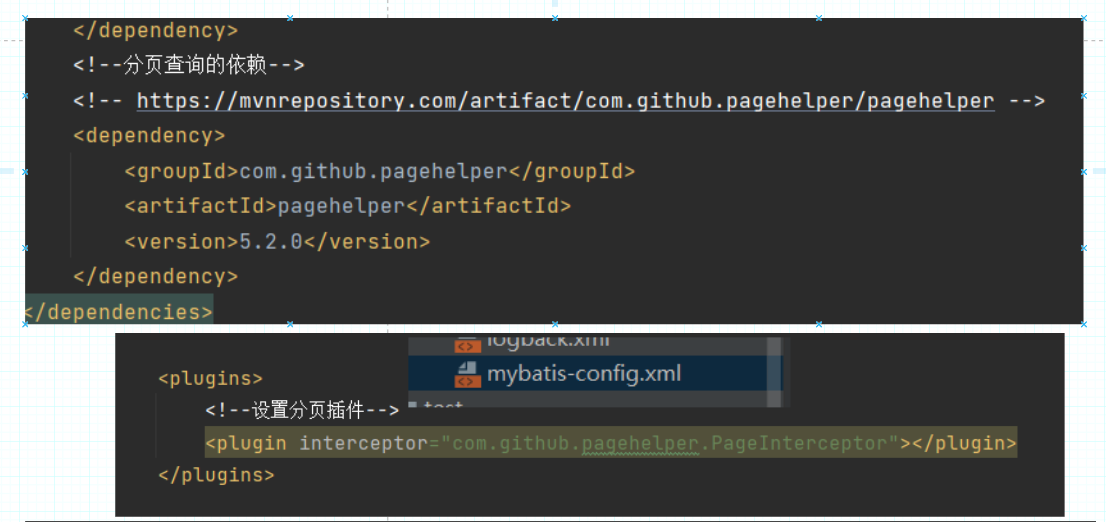 </dependency>
<!--分页查询的依赖-->
<!-- https://mvnrepository.com/artifact/com.github.pagehelper/pagehelper -->
<dependency>
<groupId>com.github.pagehelper</groupId>
<artifactId>pagehelper</artifactId>
<version>5.2.0</version>
</dependency>
</dependencies>
logback.xml
mybatis-config.xml
test
<plugins>
<!--设置分页插件-->
<plugin interceptor="com.github.pagehelper.PageInterceptor"></plugin>
</plugins>